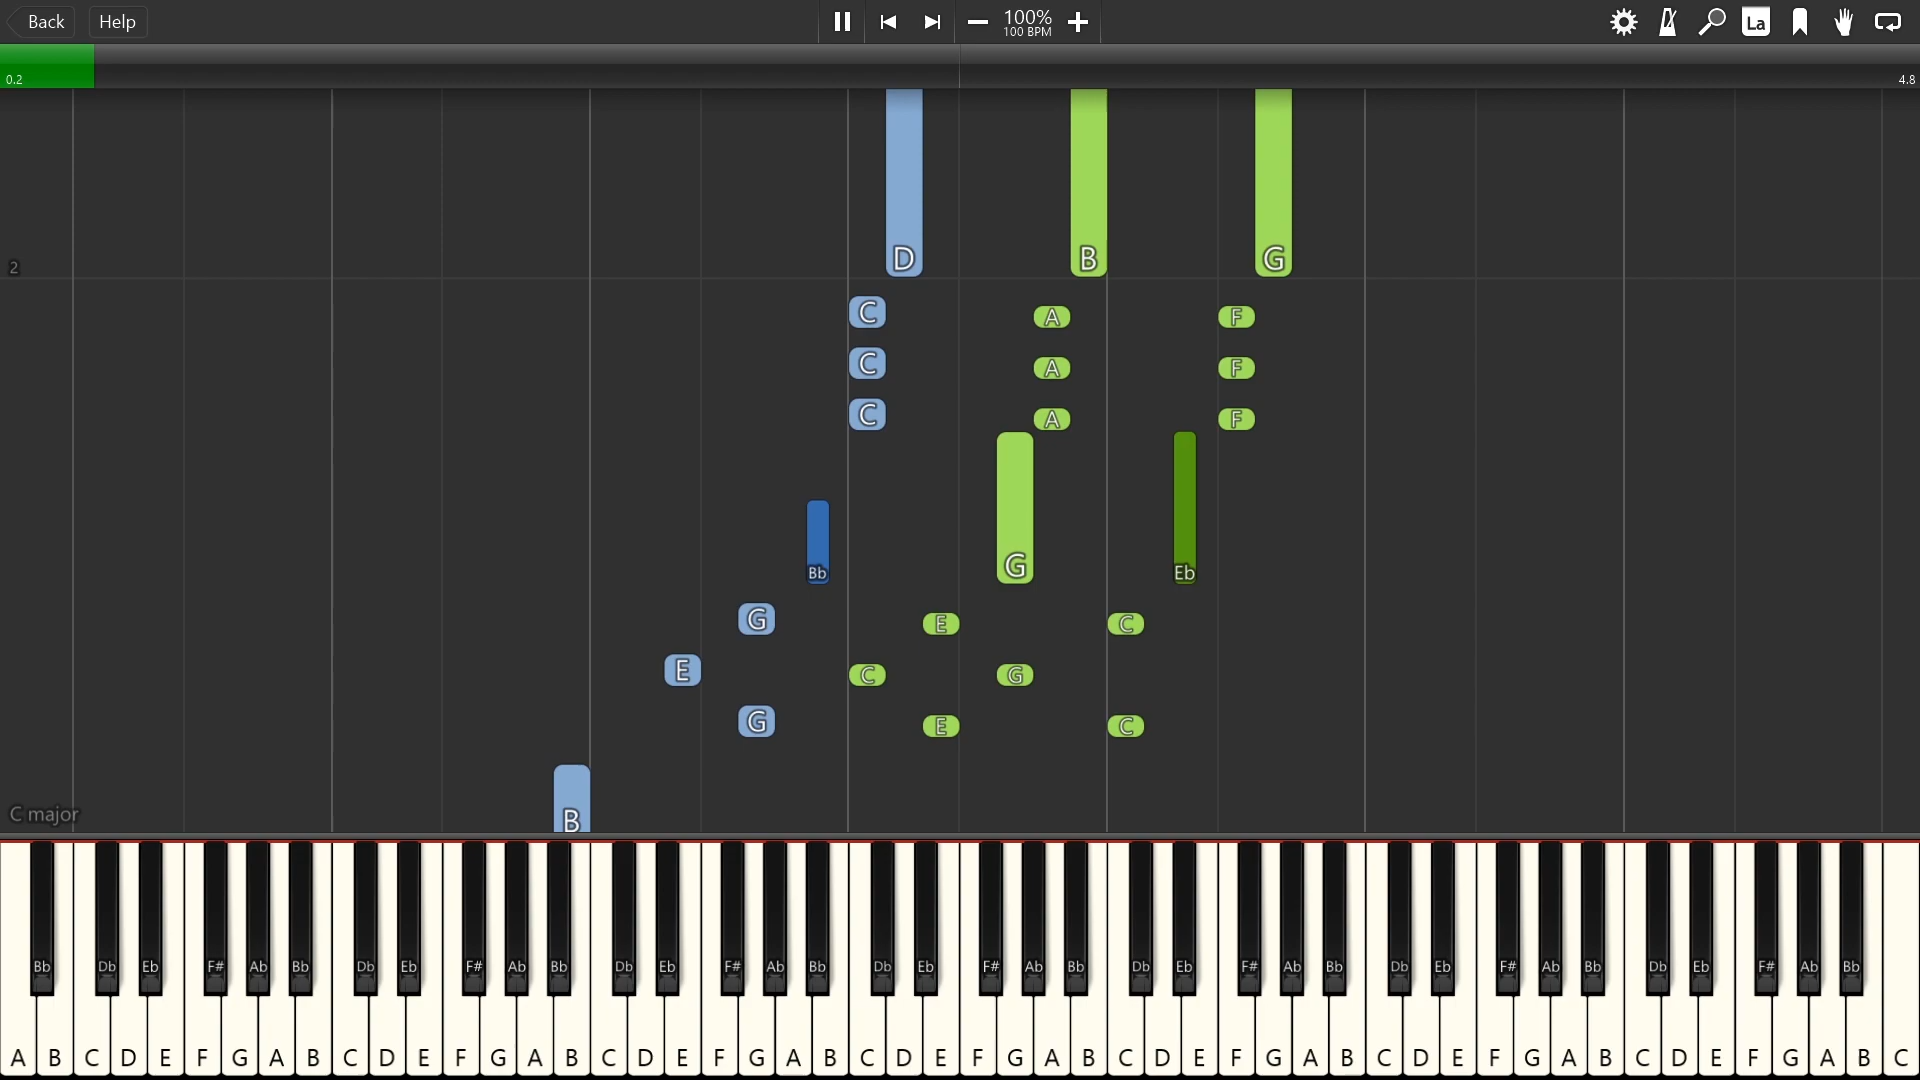 Back Help 100% La
100 BPM
0.2 4.8
D B G
2
C A F
C A F
C A F
Bb G Eb
G E C
E C G
G E C
C major B
Bb Db Eb F# Ab Bb Db Eb F# Ab Bb Db Eb F# Ab Bb Db Eb F# Ab Bb Db Eb F# Ab Bb Db Eb F# Ab Bb Db Eb F# Ab Bb
A B C D E F G A B C D E F G A B C D E F G A B C D E F G A B C D E F G A B C D E F G A B C D E F G A B C